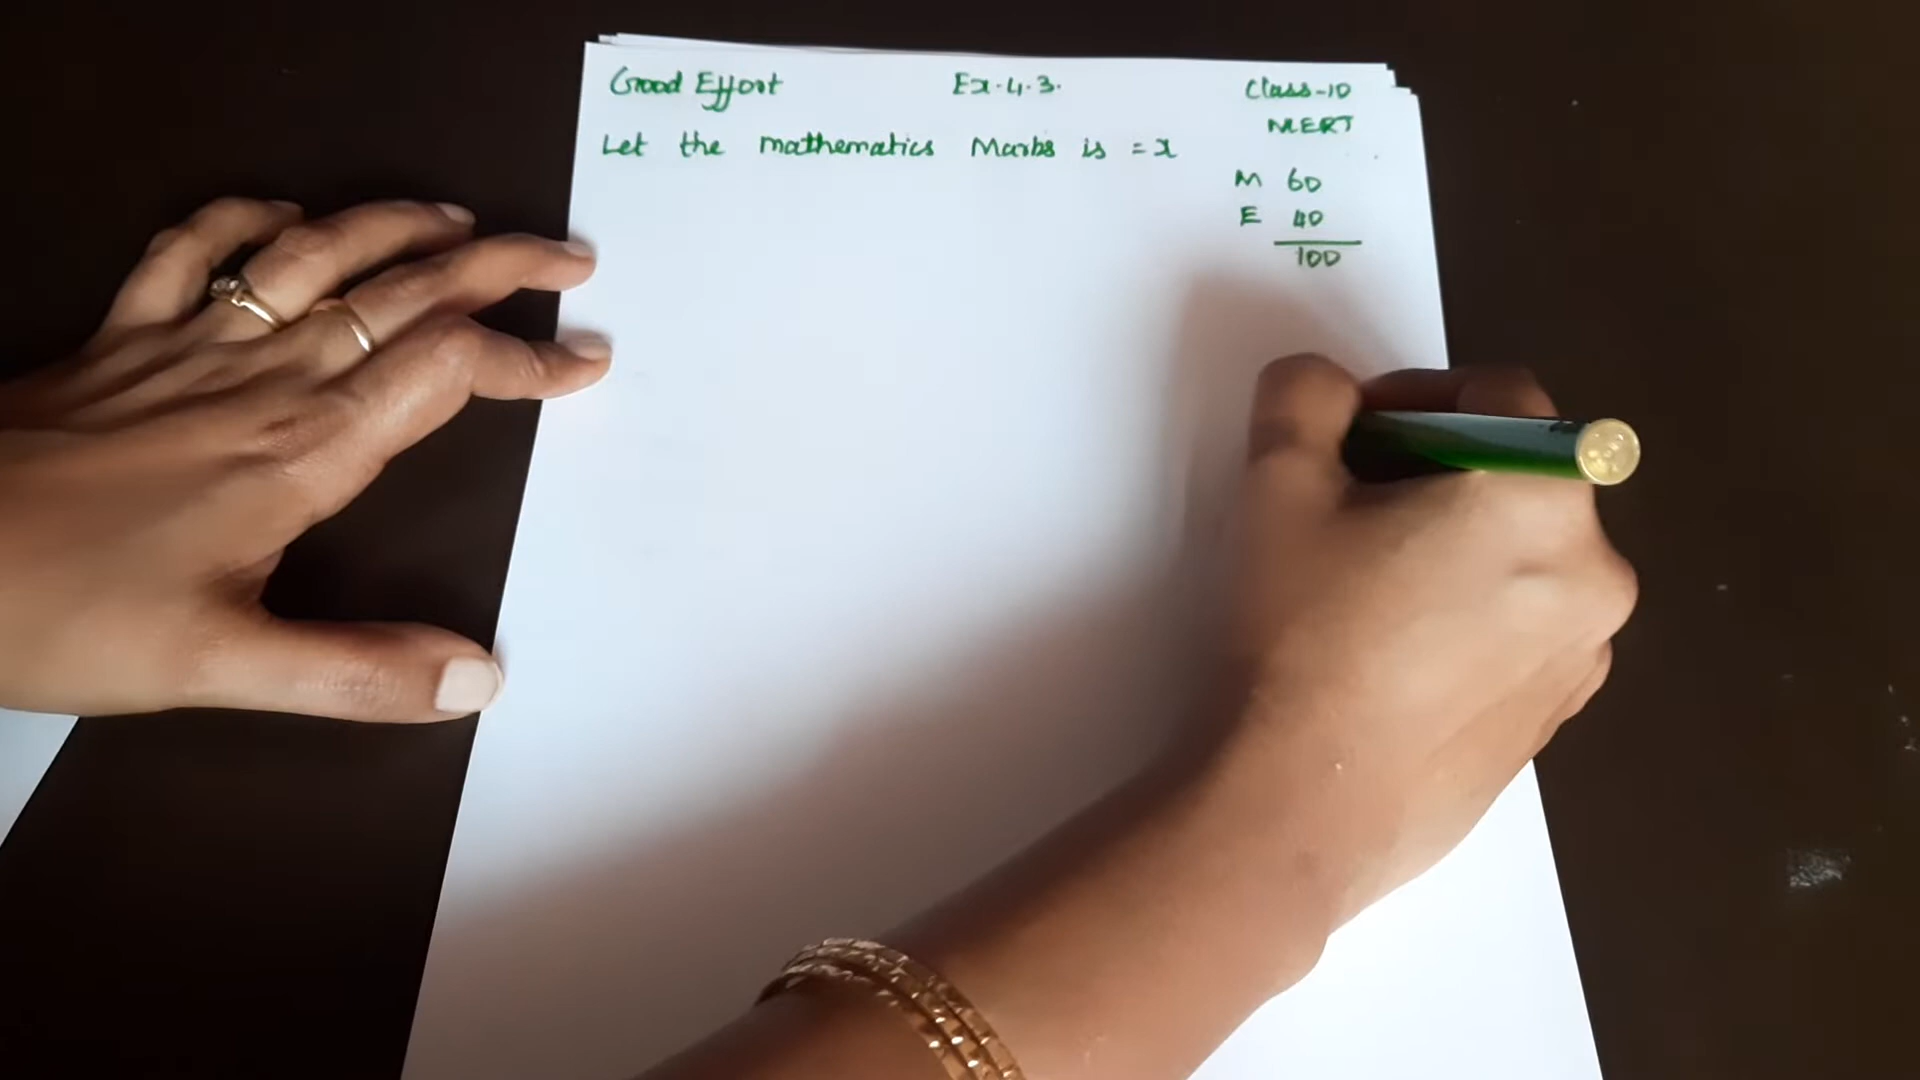 Good Effort Ex.4.3. Class-10
NCERT
Let the mathematics Marks is = x
M 60
E 40
100